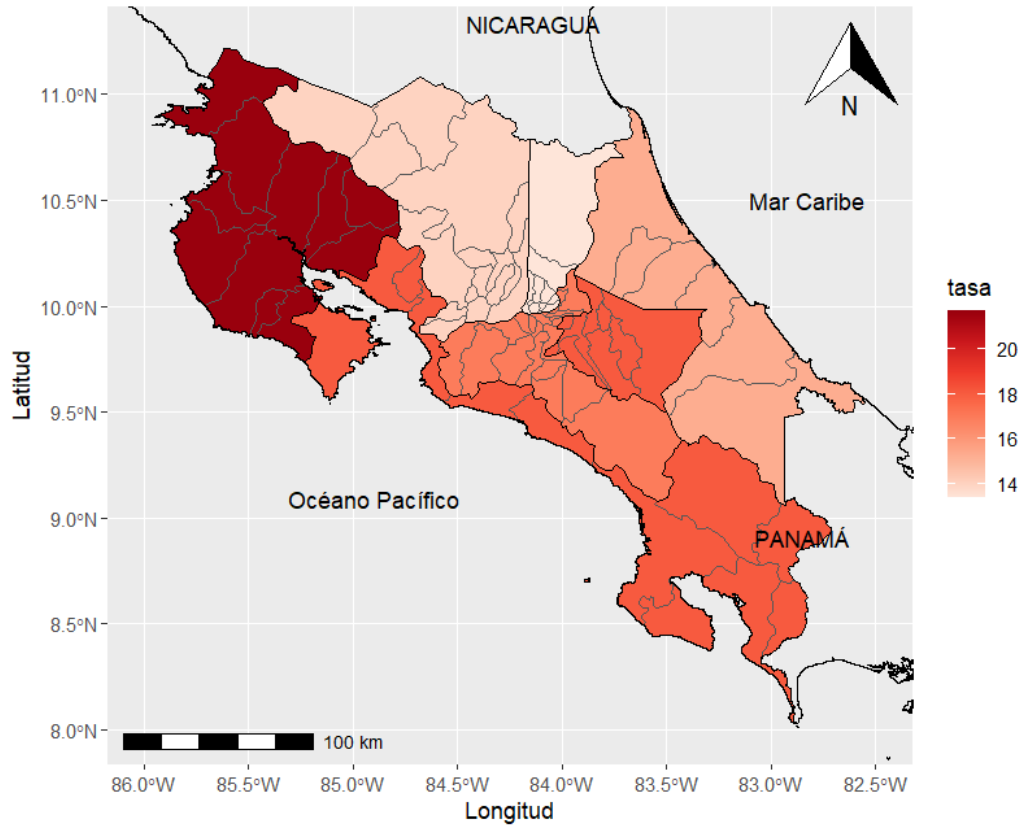 NICARAGUA
N
Mar Caribe
Océano Pacífico
PANAMÁ
100 km
11.0°N
10.5°N
10.0°N
9.5°N
9.0°N
8.5°N
8.0°N
Latitud
86.0°W 85.5°W 85.0°W 84.5°W 84.0°W 83.5°W 83.0°W 82.5°W
Longitud
tasa
20
18
16
14